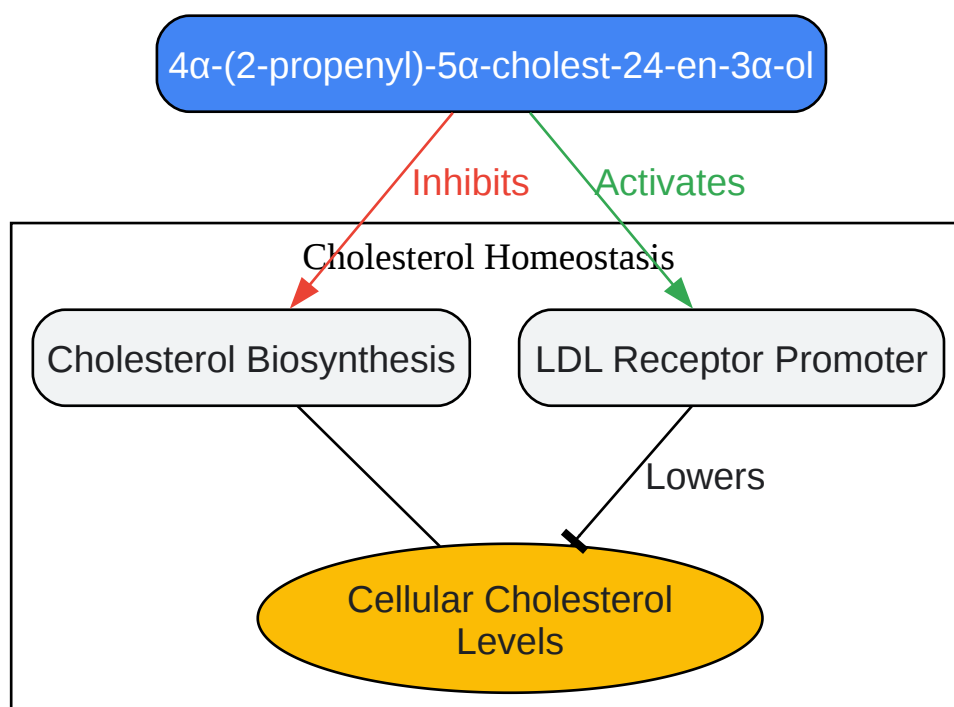 4α-(2-propenyl)-5α-cholest-24-en-3α-ol
Inhibits
Activates
Cholesterol Homeostasis
Cholesterol Biosynthesis
LDL Receptor Promoter
Lowers
Cellular Cholesterol
Levels